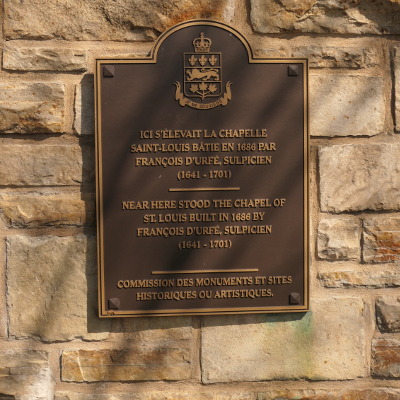 ICI S'ÉLEVAIT LA CHAPELLE
SAINT-LOUIS BÂTIE EN 1686 PAR
FRANÇOIS D'URFÉ, SULPICIEN
(1641 - 1701)
NEAR HERE STOOD THE CHAPEL OF
ST. LOUIS BUILT IN 1686 BY
FRANÇOIS D'URFÉ, SULPICIEN
(1641 - 1701)
COMMISSION DES MONUMENTS ET SITES
HISTORIQUES OU ARTISTIQUES.